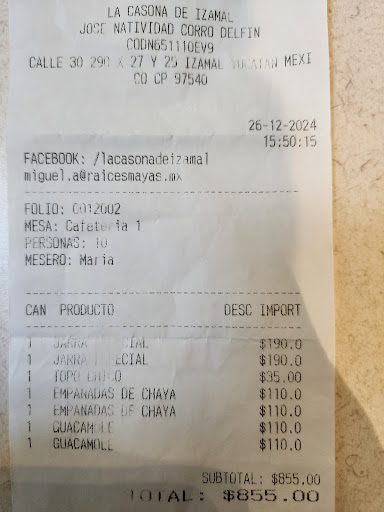 LA CASONA DE IZAMAL
JOSE NATIVIDAD CORRO DELFIN
CODN651110EV9
CALLE 30 290 X 27 Y 25 IZAMAL YUCATAN MEXI
CO CP 97540
26-12-2024
15:50:15
FACEBOOK: /lacasonadeizamal
miguel.a@raicesmayas.mx
FOLIO: 0012002
MESA: Cafeteria 1
PERSONAS: 10
MESERO: Maria
CAN PRODUCTO DESC IMPORT
1 JARRA ESPECIAL $190.0
1 JARRA ESPECIAL $190.0
1 TOPO CHICO $35.00
1 EMPANADAS DE CHAYA $110.0
1 EMPANADAS DE CHAYA $110.0
1 GUACAMOLE $110.0
1 GUACAMOLE $110.0
SUBTOTAL: $855.00
TOTAL: $855.00